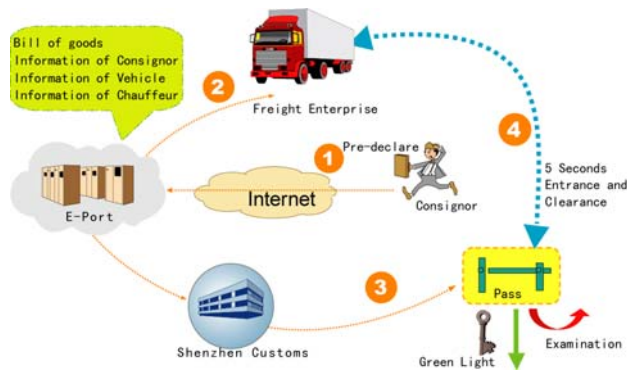 Bill of goods
Information of Consignor
Information of Vehicle
Information of Chauffeur
2
Freight Enterprise
4
Pre-declare
1
5 Seconds
Entrance and
Clearance
Internet
Consignor
E-Port
3
Pass
Shenzhen Customs
Green Light
Examination